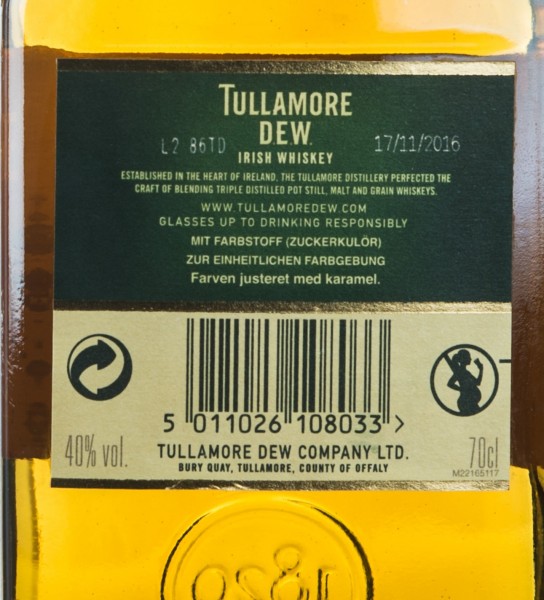 TULLAMORE
D.E.W.
L2 86TD
17/11/2016
IRISH WHISKEY
ESTABLISHED IN THE HEART OF IRELAND, THE TULLAMORE DISTILLERY PERFECTED THE
CRAFT OF BLENDING TRIPLE DISTILLED POT STILL, MALT AND GRAIN WHISKEYS.
WWW.TULLAMOREDEW.COM
GLASSES UP TO DRINKING RESPONSIBLY
MIT FARBSTOFF (ZUCKERKULÖR)
ZUR EINHEITLICHEN FARBGEBUNG
Farven justeret med karamel.
5 011026 108033 >
40% vol.
TULLAMORE DEW COMPANY LTD.
70cl
BURY QUAY, TULLAMORE, COUNTY OF OFFALY
M22165117